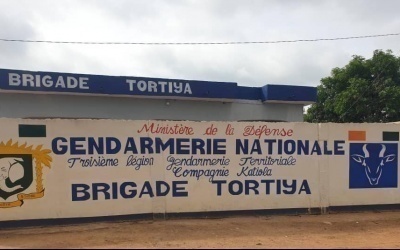 BRIGADE TORTIYA
Ministère de la Défense
GENDARMERIE NATIONALE
Troisième légion Gendarmerie Territoriale
Compagnie Katiola
BRIGADE TORTIYA